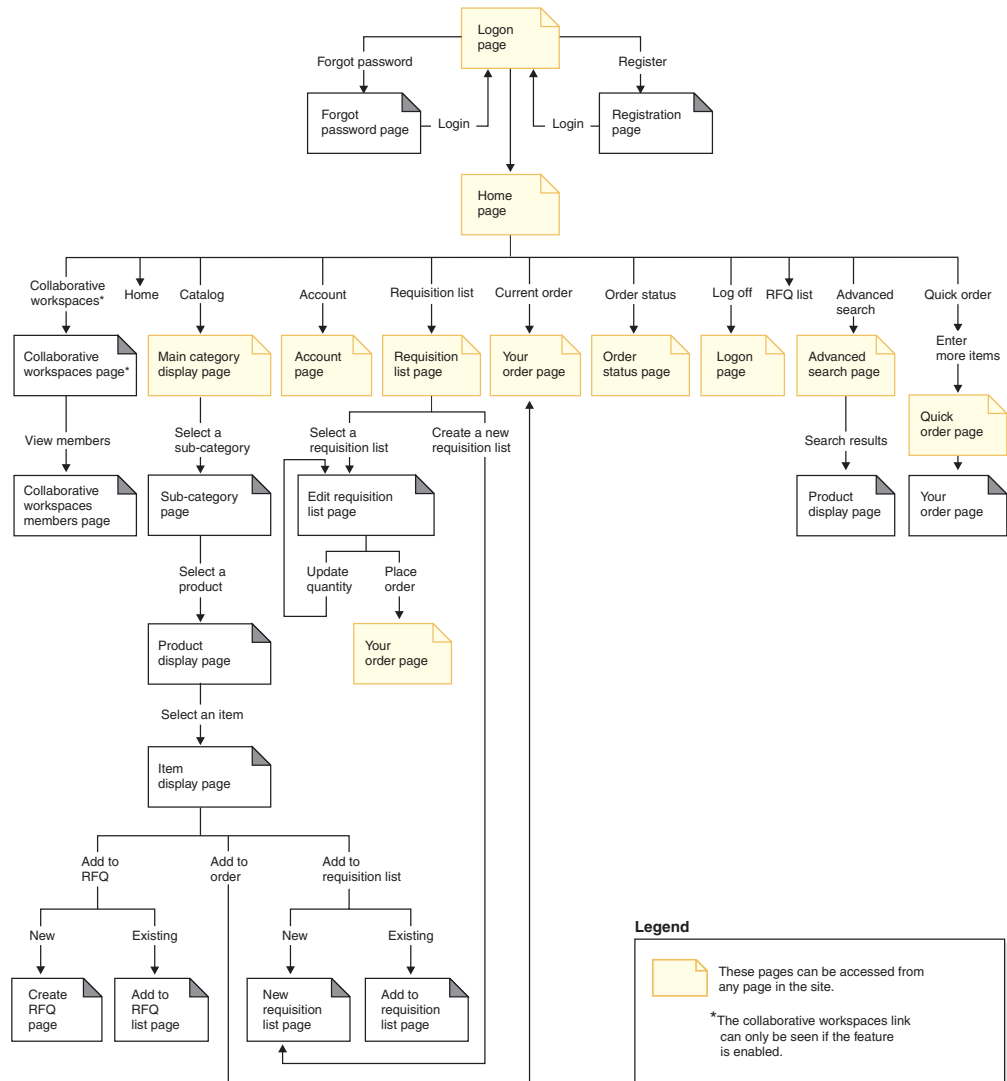 Logon
page
Forgot password
Register
Forgot
password page
Login
Login
Registration
page
Home
page
Collaborative
workspaces*
Home
Catalog
Account
Requisition list
Current order
Order status
Log off
RFQ list
Advanced
search
Quick order
Collaborative
workspaces page*
Main category
display page
Account
page
Requisition
list page
Your
order page
Order
status page
Logon
page
Advanced
search page
Enter
more items
Quick
order page
View members
Select a
sub-category
Select a
requisition list
Create a new
requisition list
Search results
Collaborative
workspaces
members page
Sub-category
page
Edit requisition
list page
Product
display page
Your
order page
Select a
product
Update
quantity
Place
order
Product
display page
Your
order page
Select an item
Item
display page
Add to
RFQ
Add to
order
Add to
requisition list
New
Existing
New
Existing
Create
RFQ
page
Add to
RFQ
list page
New
requisition
list page
Add to
requisition
list page
Legend
These pages can be accessed from
any page in the site.
*The collaborative workspaces link
can only be seen if the feature
is enabled.